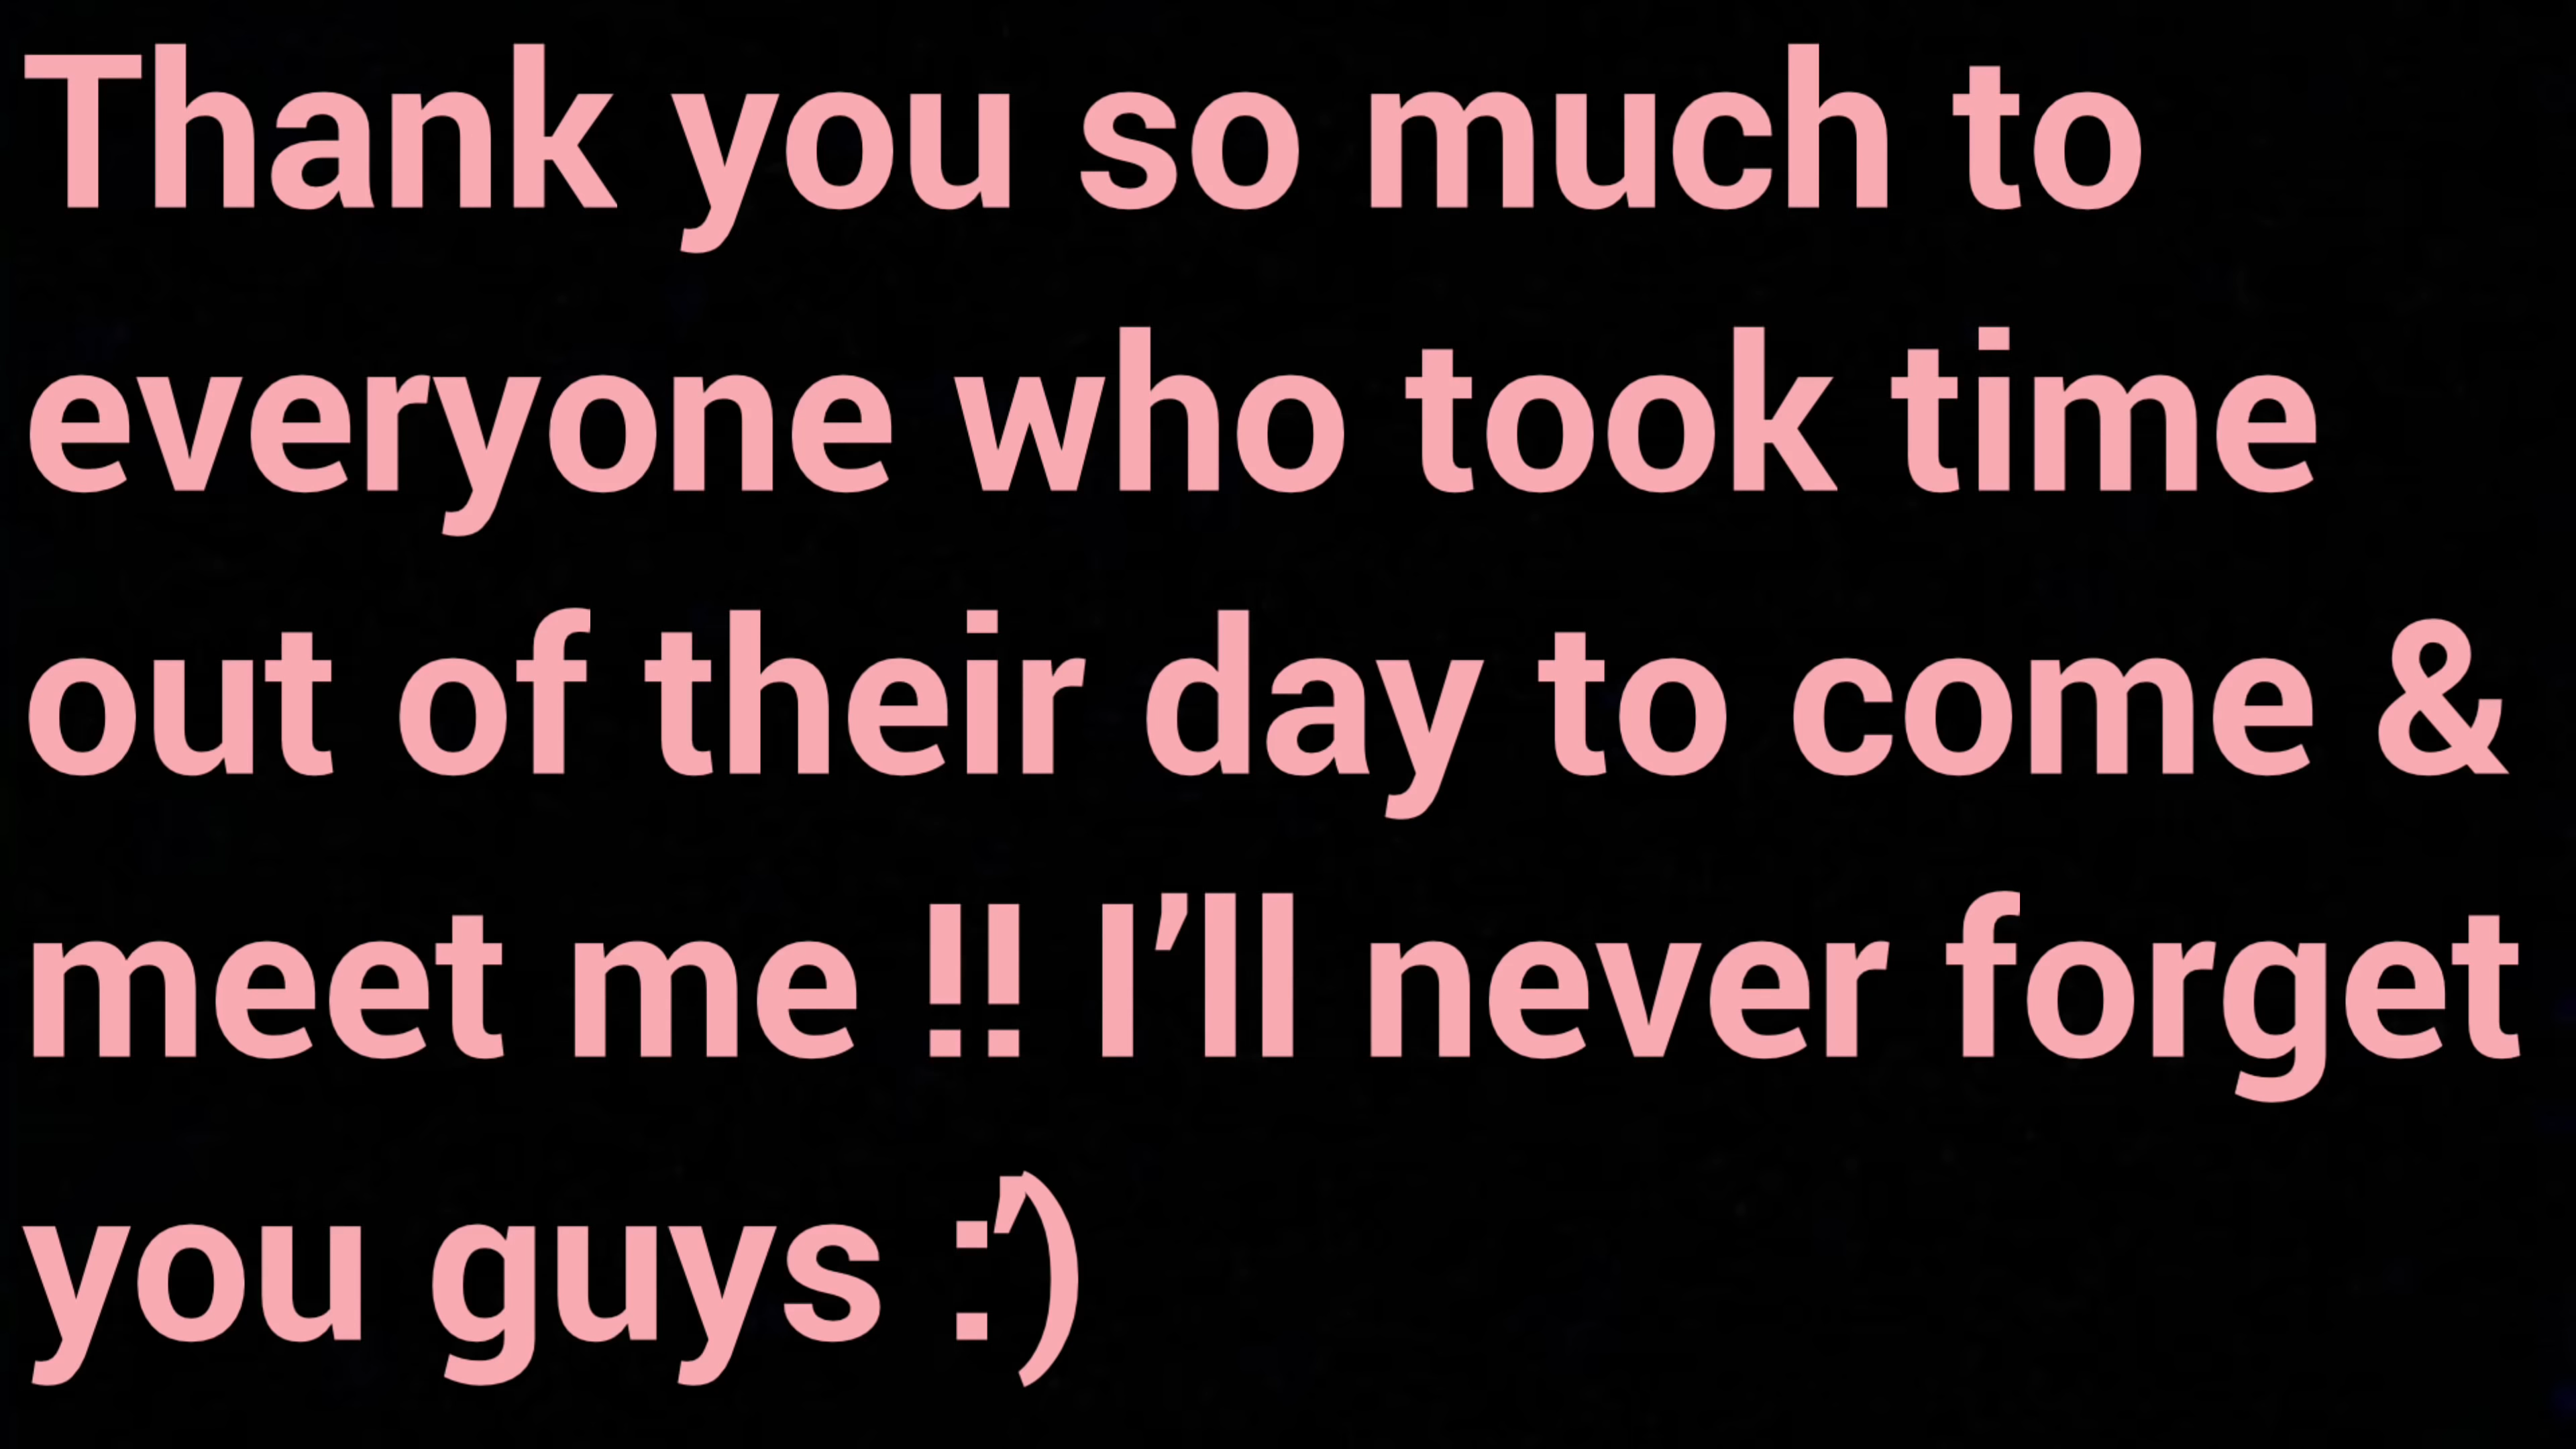 Thank you so much to
everyone who took time
out of their day to come &
meet me !! I’ll never forget
you guys :’)